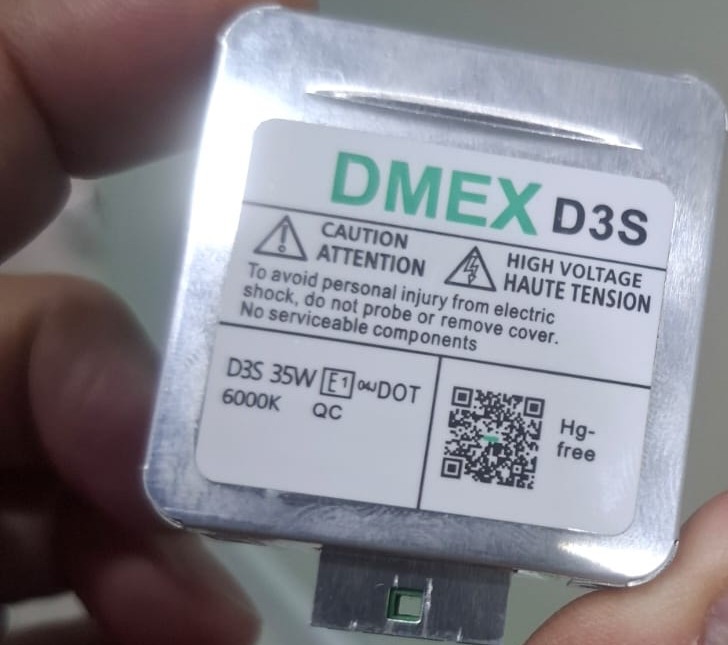 DMEX D3S
CAUTION
ATTENTION
HIGH VOLTAGE
HAUTE TENSION
To avoid personal injury from electric
shock, do not probe or remove cover.
No serviceable components
D3S 35W E1 DOT
6000K QC
Hg-
free